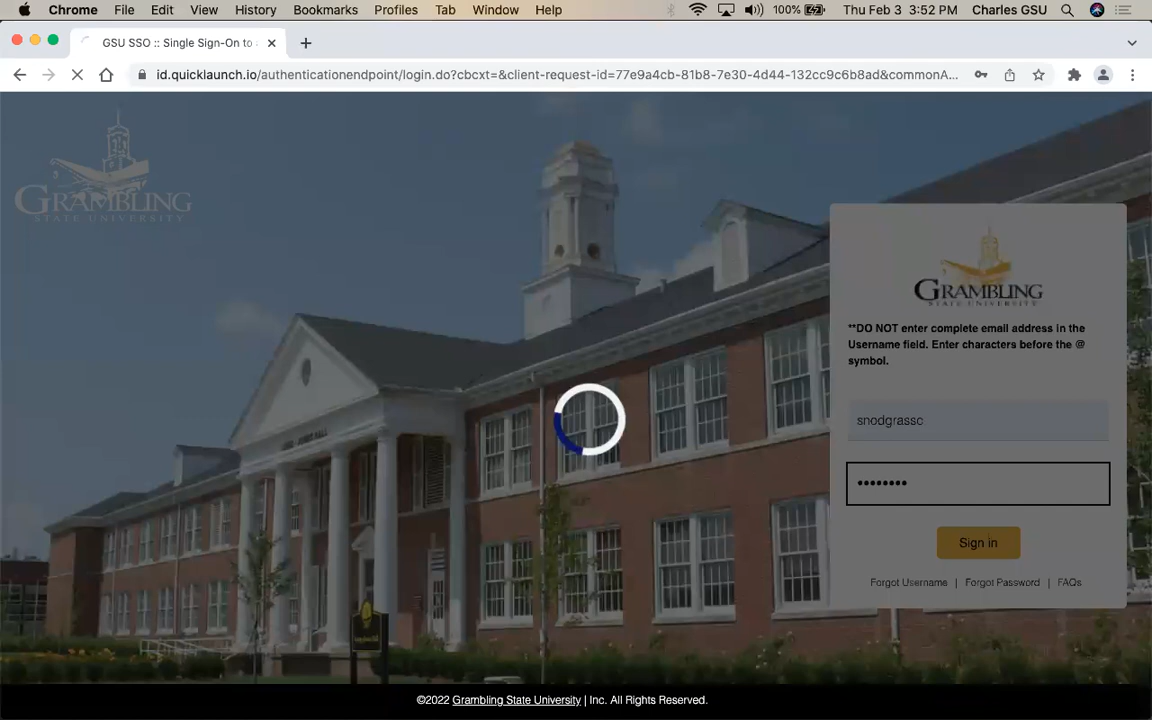 Chrome File Edit View History Bookmarks Profiles Tab Window Help 100% Thu Feb 3 3:52 PM Charles GSU
GSU SSO :: Single Sign-On to
id.quicklaunch.io/authenticationendpoint/login.do?cbcxt=&client-request-id=77e9a4cb-81b8-7e30-4d44-132cc9c6b8ad&commonA...
GRAMBLING
STATE UNIVERSITY
GRAMBLING
STATE UNIVERSITY
**DO NOT enter complete email address in the
Username field. Enter characters before the @
symbol.
snodgrassc
••••••••
Sign in
Forgot Username | Forgot Password | FAQs
©2022 Grambling State University | Inc. All Rights Reserved.